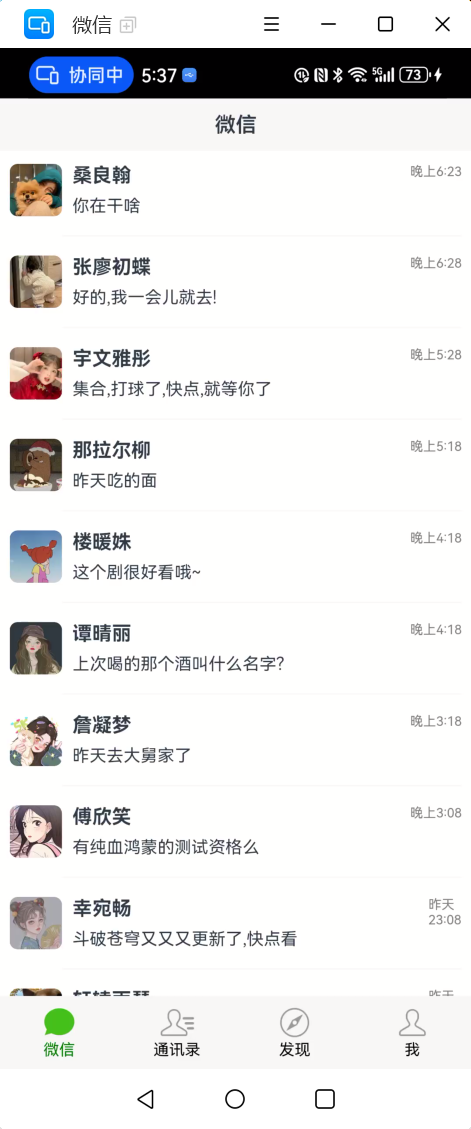 微信
协同中 5:37 5G 73
微信
桑良翰 晚上6:23
你在干啥
张廖初蝶 晚上6:28
好的,我一会儿就去!
宇文雅彤 晚上5:28
集合,打球了,快点,就等你了
那拉尔柳 晚上5:18
昨天吃的面
楼暖姝 晚上4:18
这个剧很好看哦~
谭晴丽 晚上4:18
上次喝的那个酒叫什么名字?
詹凝梦 晚上3:18
昨天去大舅家了
傅欣笑 晚上3:08
有纯血鸿蒙的测试资格么
幸宛畅 昨天
23:08
斗破苍穹又又又更新了,快点看
昨天
微信 通讯录 发现 我